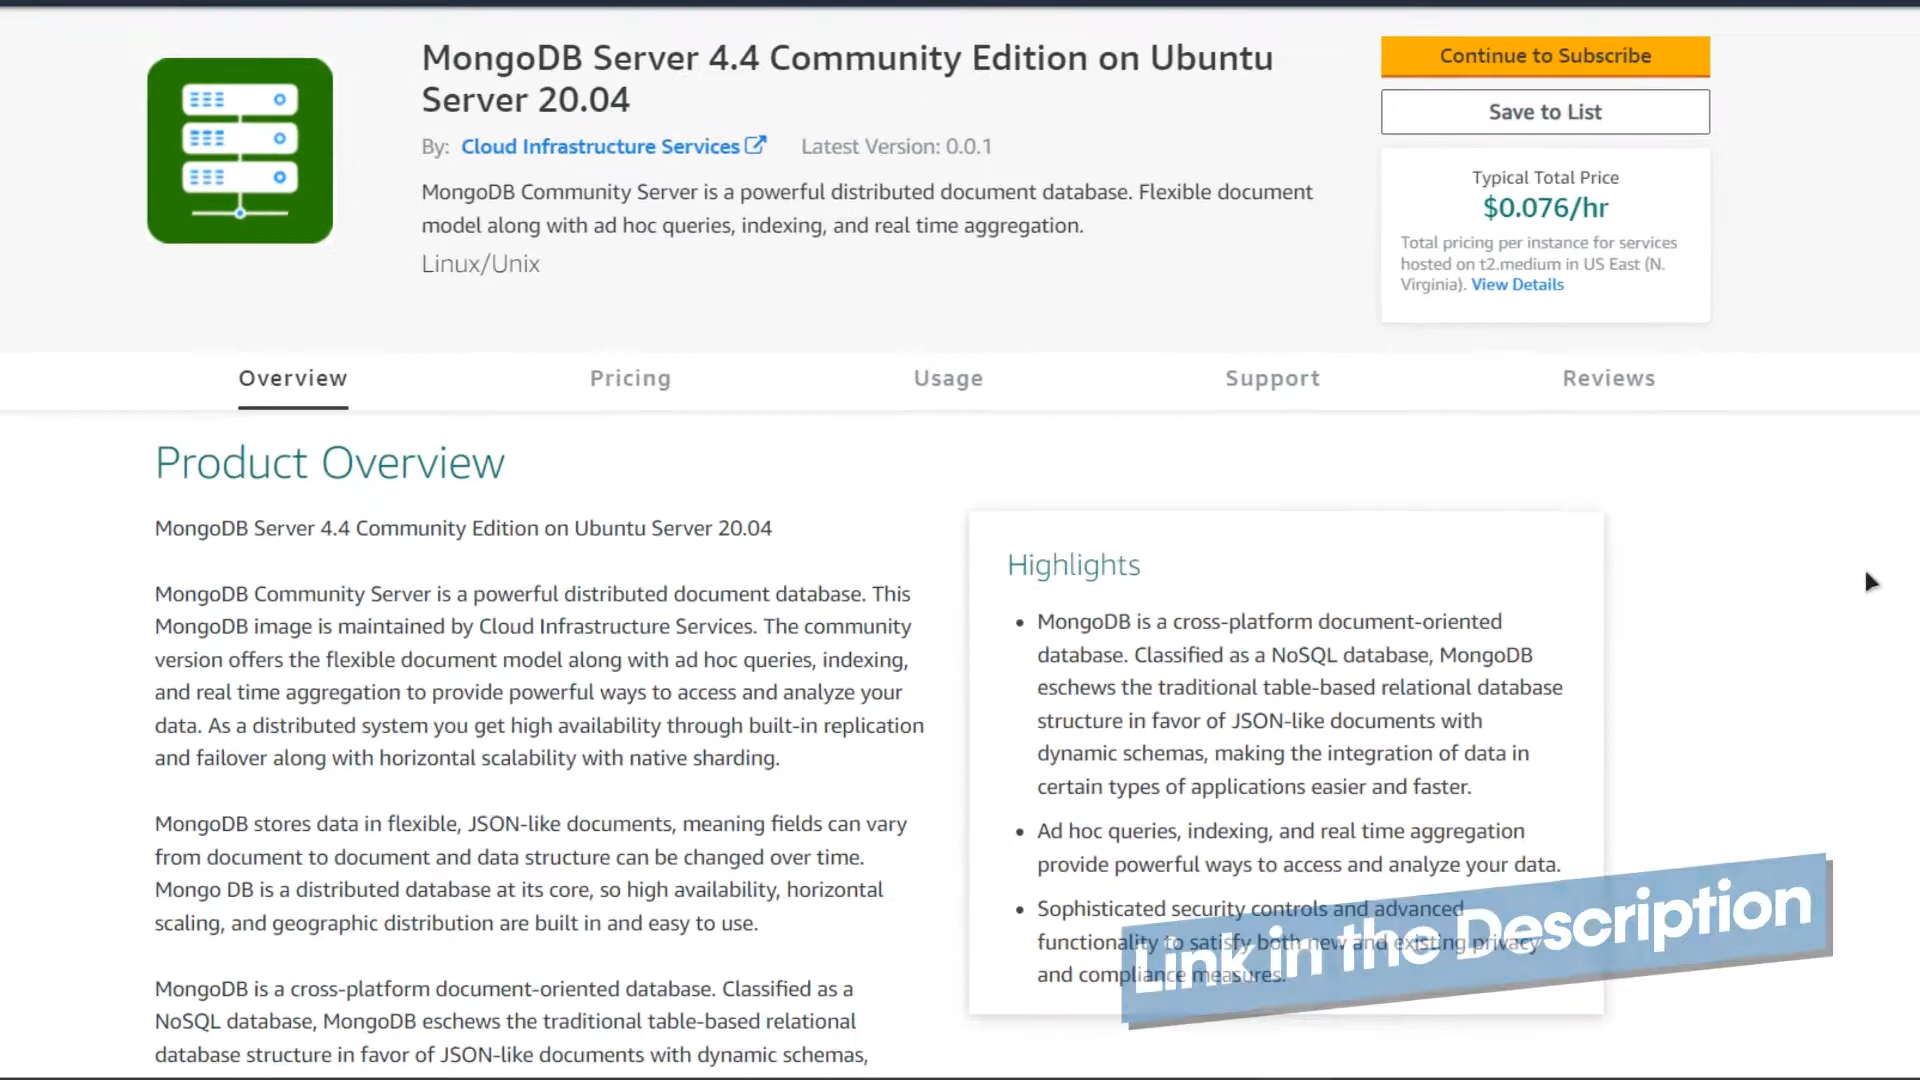 MongoDB Server 4.4 Community Edition on Ubuntu
Server 20.04
By: Cloud Infrastructure Services Latest Version: 0.0.1
MongoDB Community Server is a powerful distributed document database. Flexible document
model along with ad hoc queries, indexing, and real time aggregation.
Linux/Unix
Continue to Subscribe
Save to List
Typical Total Price
$0.076/hr
Total pricing per instance for services
hosted on t2.medium in US East (N.
Virginia). View Details
Overview Pricing Usage Support Reviews
Product Overview
MongoDB Server 4.4 Community Edition on Ubuntu Server 20.04
MongoDB Community Server is a powerful distributed document database. This
MongoDB image is maintained by Cloud Infrastructure Services. The community
version offers the flexible document model along with ad hoc queries, indexing,
and real time aggregation to provide powerful ways to access and analyze your
data. As a distributed system you get high availability through built-in replication
and failover along with horizontal scalability with native sharding.
MongoDB stores data in flexible, JSON-like documents, meaning fields can vary
from document to document and data structure can be changed over time.
Mongo DB is a distributed database at its core, so high availability, horizontal
scaling, and geographic distribution are built in and easy to use.
MongoDB is a cross-platform document-oriented database. Classified as a
NoSQL database, MongoDB eschews the traditional table-based relational
database structure in favor of JSON-like documents with dynamic schemas,
Highlights
• MongoDB is a cross-platform document-oriented
database. Classified as a NoSQL database, MongoDB
eschews the traditional table-based relational database
structure in favor of JSON-like documents with
dynamic schemas, making the integration of data in
certain types of applications easier and faster.
• Ad hoc queries, indexing, and real time aggregation
provide powerful ways to access and analyze your data.
• Sophisticated security controls and advanced
functionality to satisfy both new and existing privacy
and compliance measures.
Link in the Description